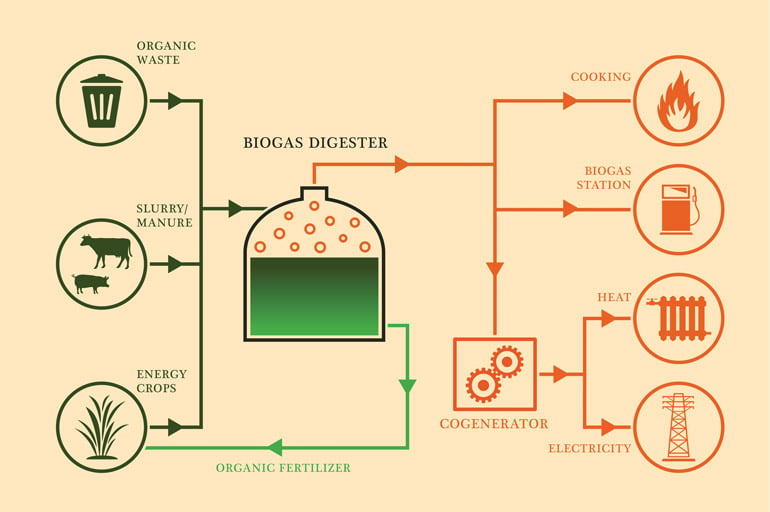 ORGANIC
WASTE
SLURRY/
MANURE
ENERGY
CROPS
BIOGAS DIGESTER
ORGANIC FERTILIZER
COOKING
BIOGAS
STATION
HEAT
COGENERATOR
ELECTRICITY